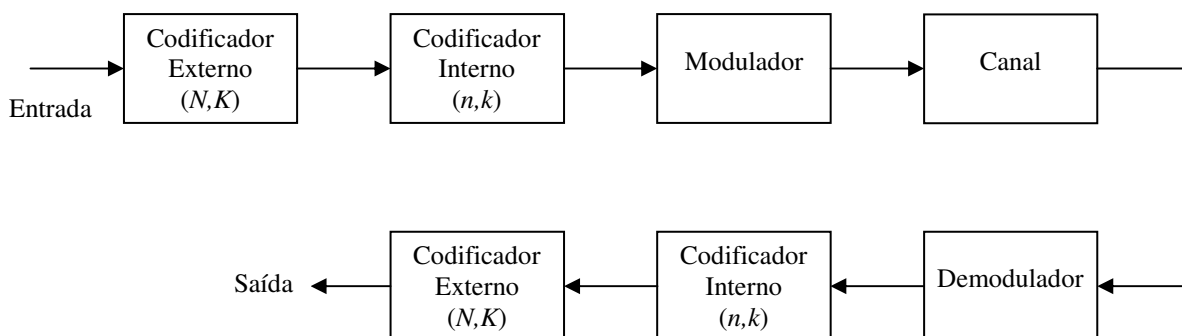 Codificador
Externo
(N,K)
Codificador
Interno
(n,k)
Modulador
Canal
Entrada
Saída
Codificador
Externo
(N,K)
Codificador
Interno
(n,k)
Demodulador